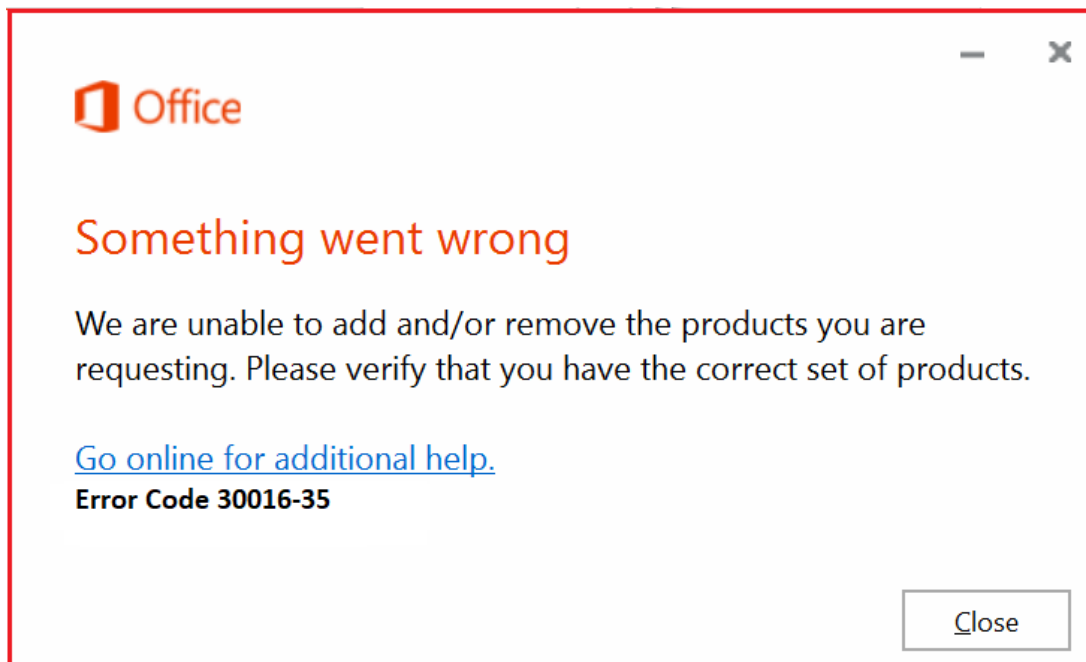 Office
Something went wrong
We are unable to add and/or remove the products you are
requesting. Please verify that you have the correct set of products.
Go online for additional help.
Error Code 30016-35
Close